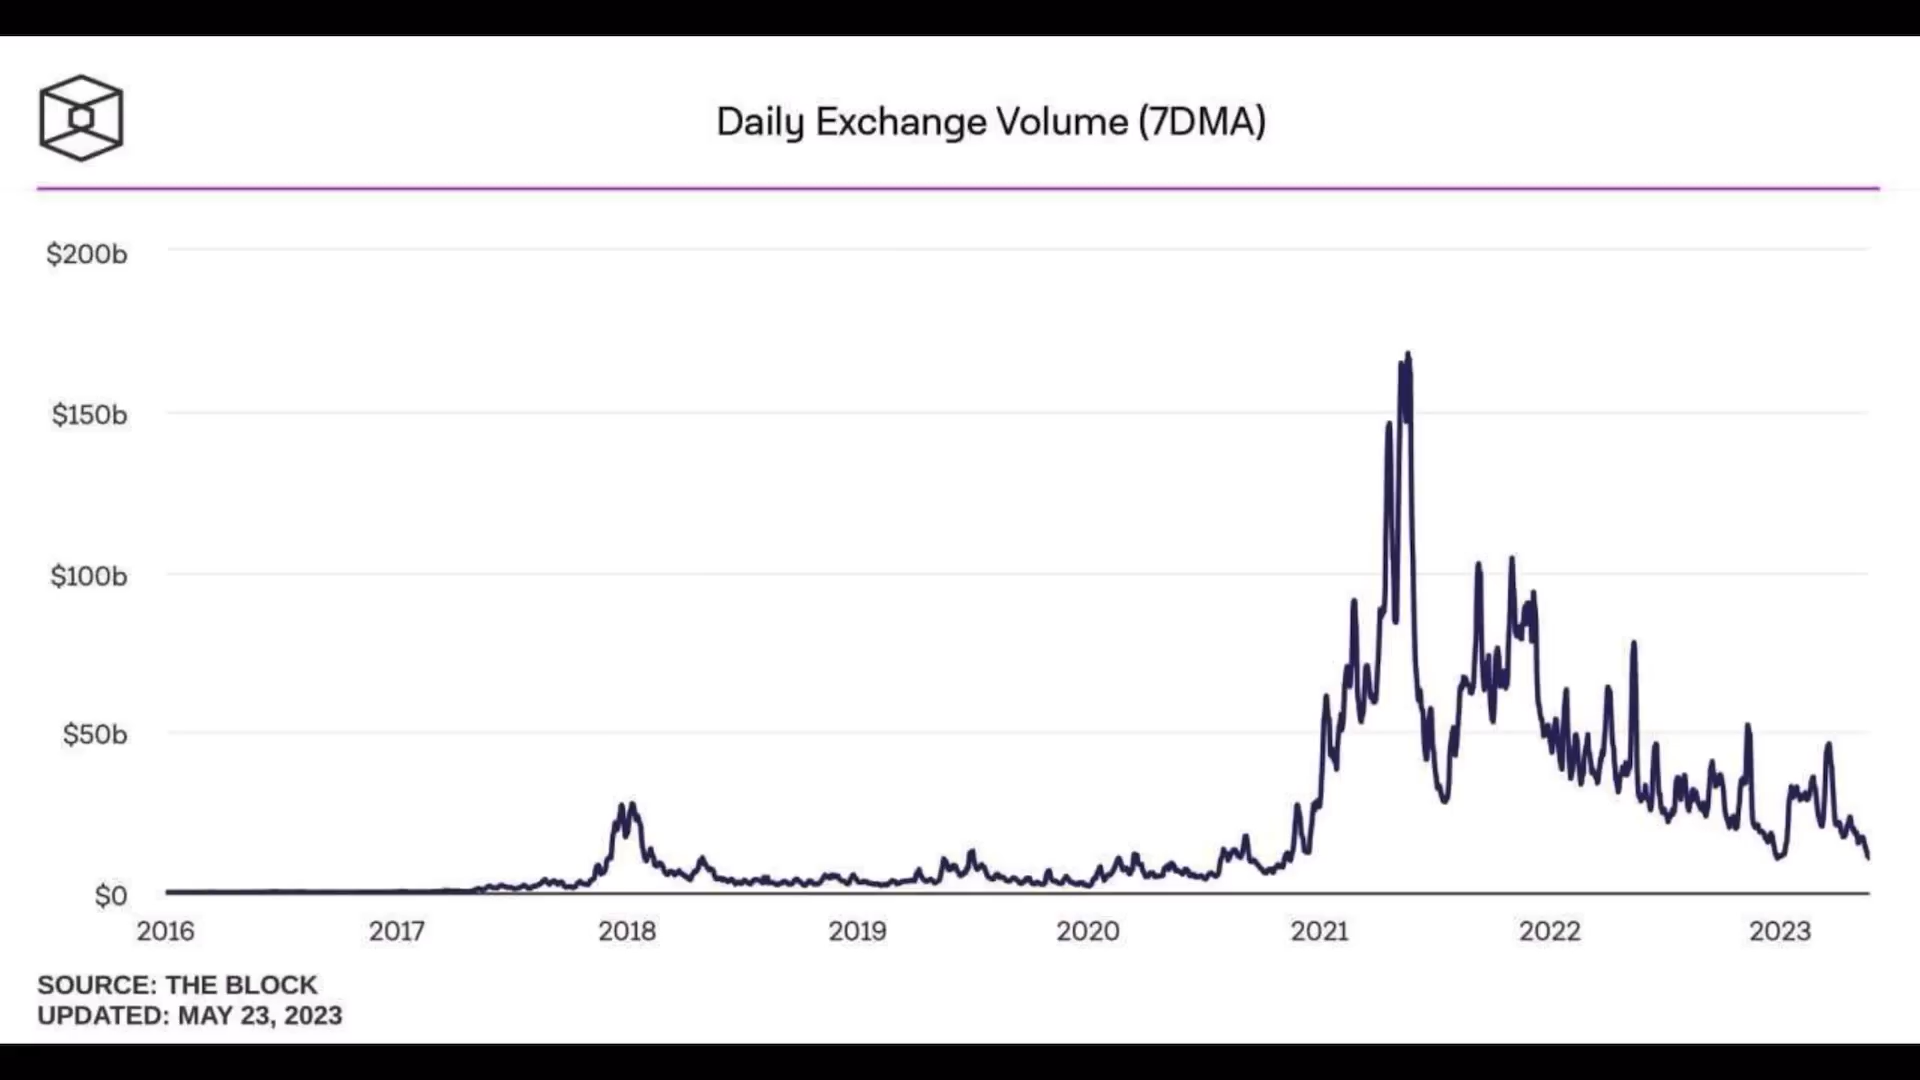 Daily Exchange Volume (7DMA)
$200b
$150b
$100b
$50b
$0
2016 2017 2018 2019 2020 2021 2022 2023
SOURCE: THE BLOCK
UPDATED: MAY 23, 2023